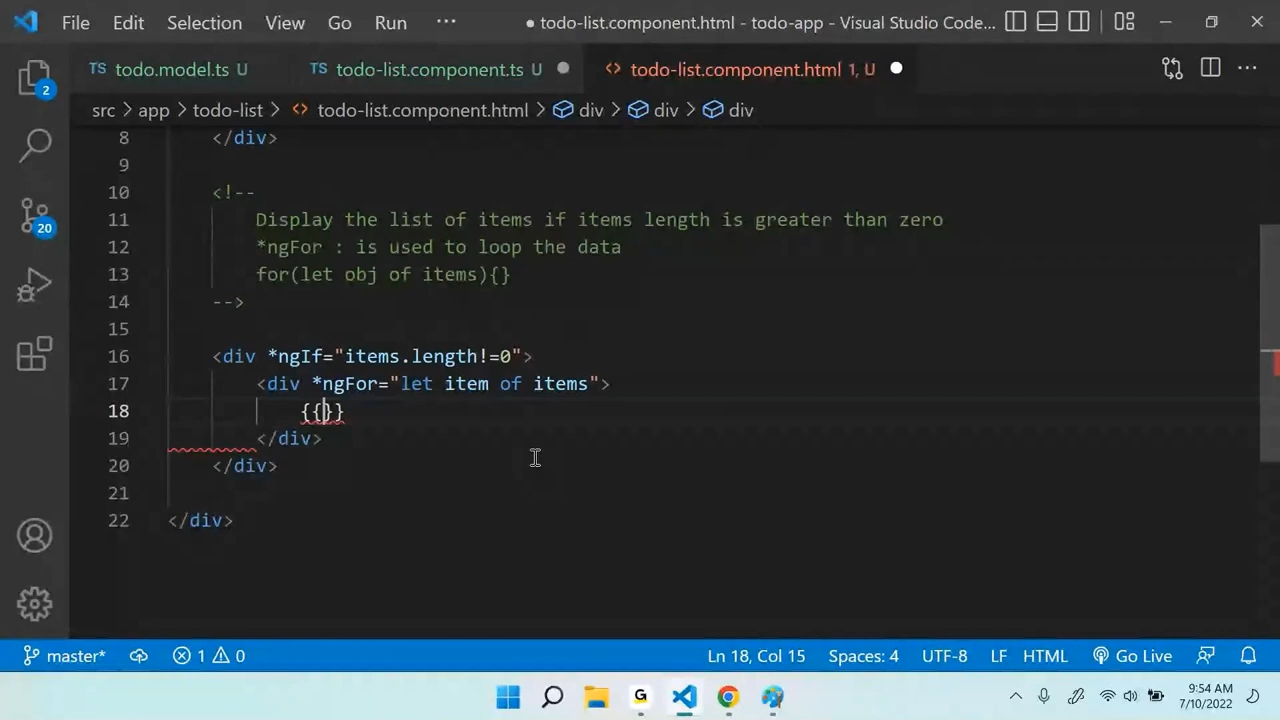 File Edit Selection View Go Run ··· ● todo-list.component.html - todo-app - Visual Studio Code...
TS todo.model.ts U TS todo-list.component.ts U ● <> todo-list.component.html 1, U ●
src > app > todo-list > <> todo-list.component.html > div > div > div
2
20
8 </div>
9
10 <!--
11 Display the list of items if items length is greater than zero
12 *ngFor : is used to loop the data
13 for(let obj of items){}
14 -->
15
16 <div *ngIf="items.length!=0">
17 <div *ngFor="let item of items">
18 {{}}
19 </div>
20 </div>
21
22 </div>
master* 1 0 Ln 18, Col 15 Spaces: 4 UTF-8 LF HTML Go Live
G 9:54 AM
7/10/2022